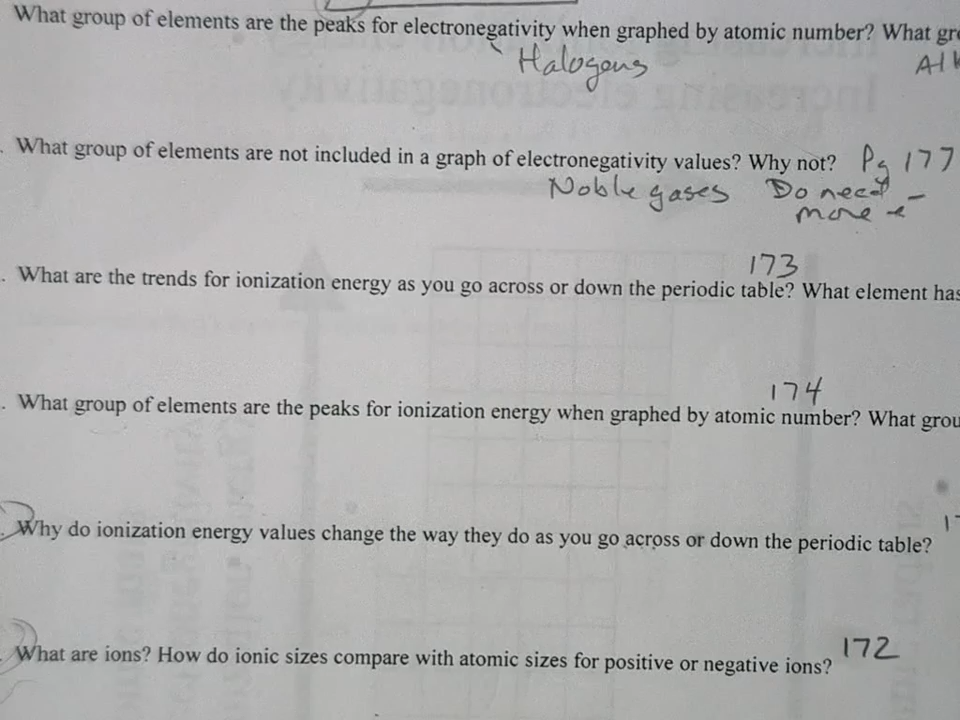 What group of elements are the peaks for electronegativity when graphed by atomic number? What gro
Halogens
Alk
What group of elements are not included in a graph of electronegativity values? Why not? Pg 177
Noble gases Do need
more e-
173
What are the trends for ionization energy as you go across or down the periodic table? What element has
174
What group of elements are the peaks for ionization energy when graphed by atomic number? What grou
Why do ionization energy values change the way they do as you go across or down the periodic table?
What are ions? How do ionic sizes compare with atomic sizes for positive or negative ions? 172